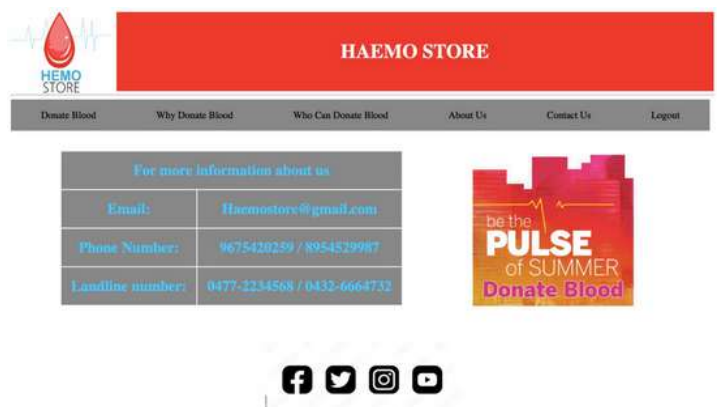 HEMO
STORE
HAEMO STORE
Donate Blood Why Donate Blood Who Can Donate Blood About Us Contact Us Logout
For more information about us
Email: Haemostore@gmail.com
Phone Number: 9675420259 / 8954529987
Landline number: 0477-2234568 / 0432-6664732
be the
PULSE
of SUMMER
Donate Blood